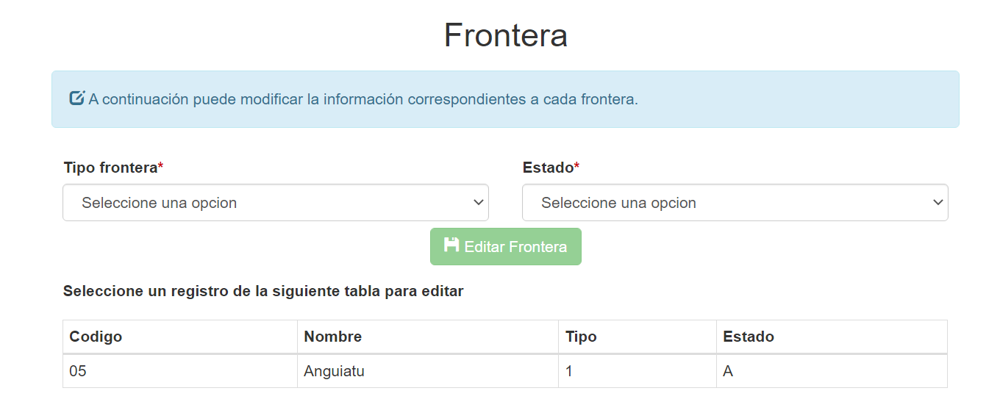 Frontera
A continuación puede modificar la información correspondientes a cada frontera.
Tipo frontera* Estado*
Seleccione una opcion Seleccione una opcion
Editar Frontera
Seleccione un registro de la siguiente tabla para editar
Codigo Nombre Tipo Estado
05 Anguiatu 1 A